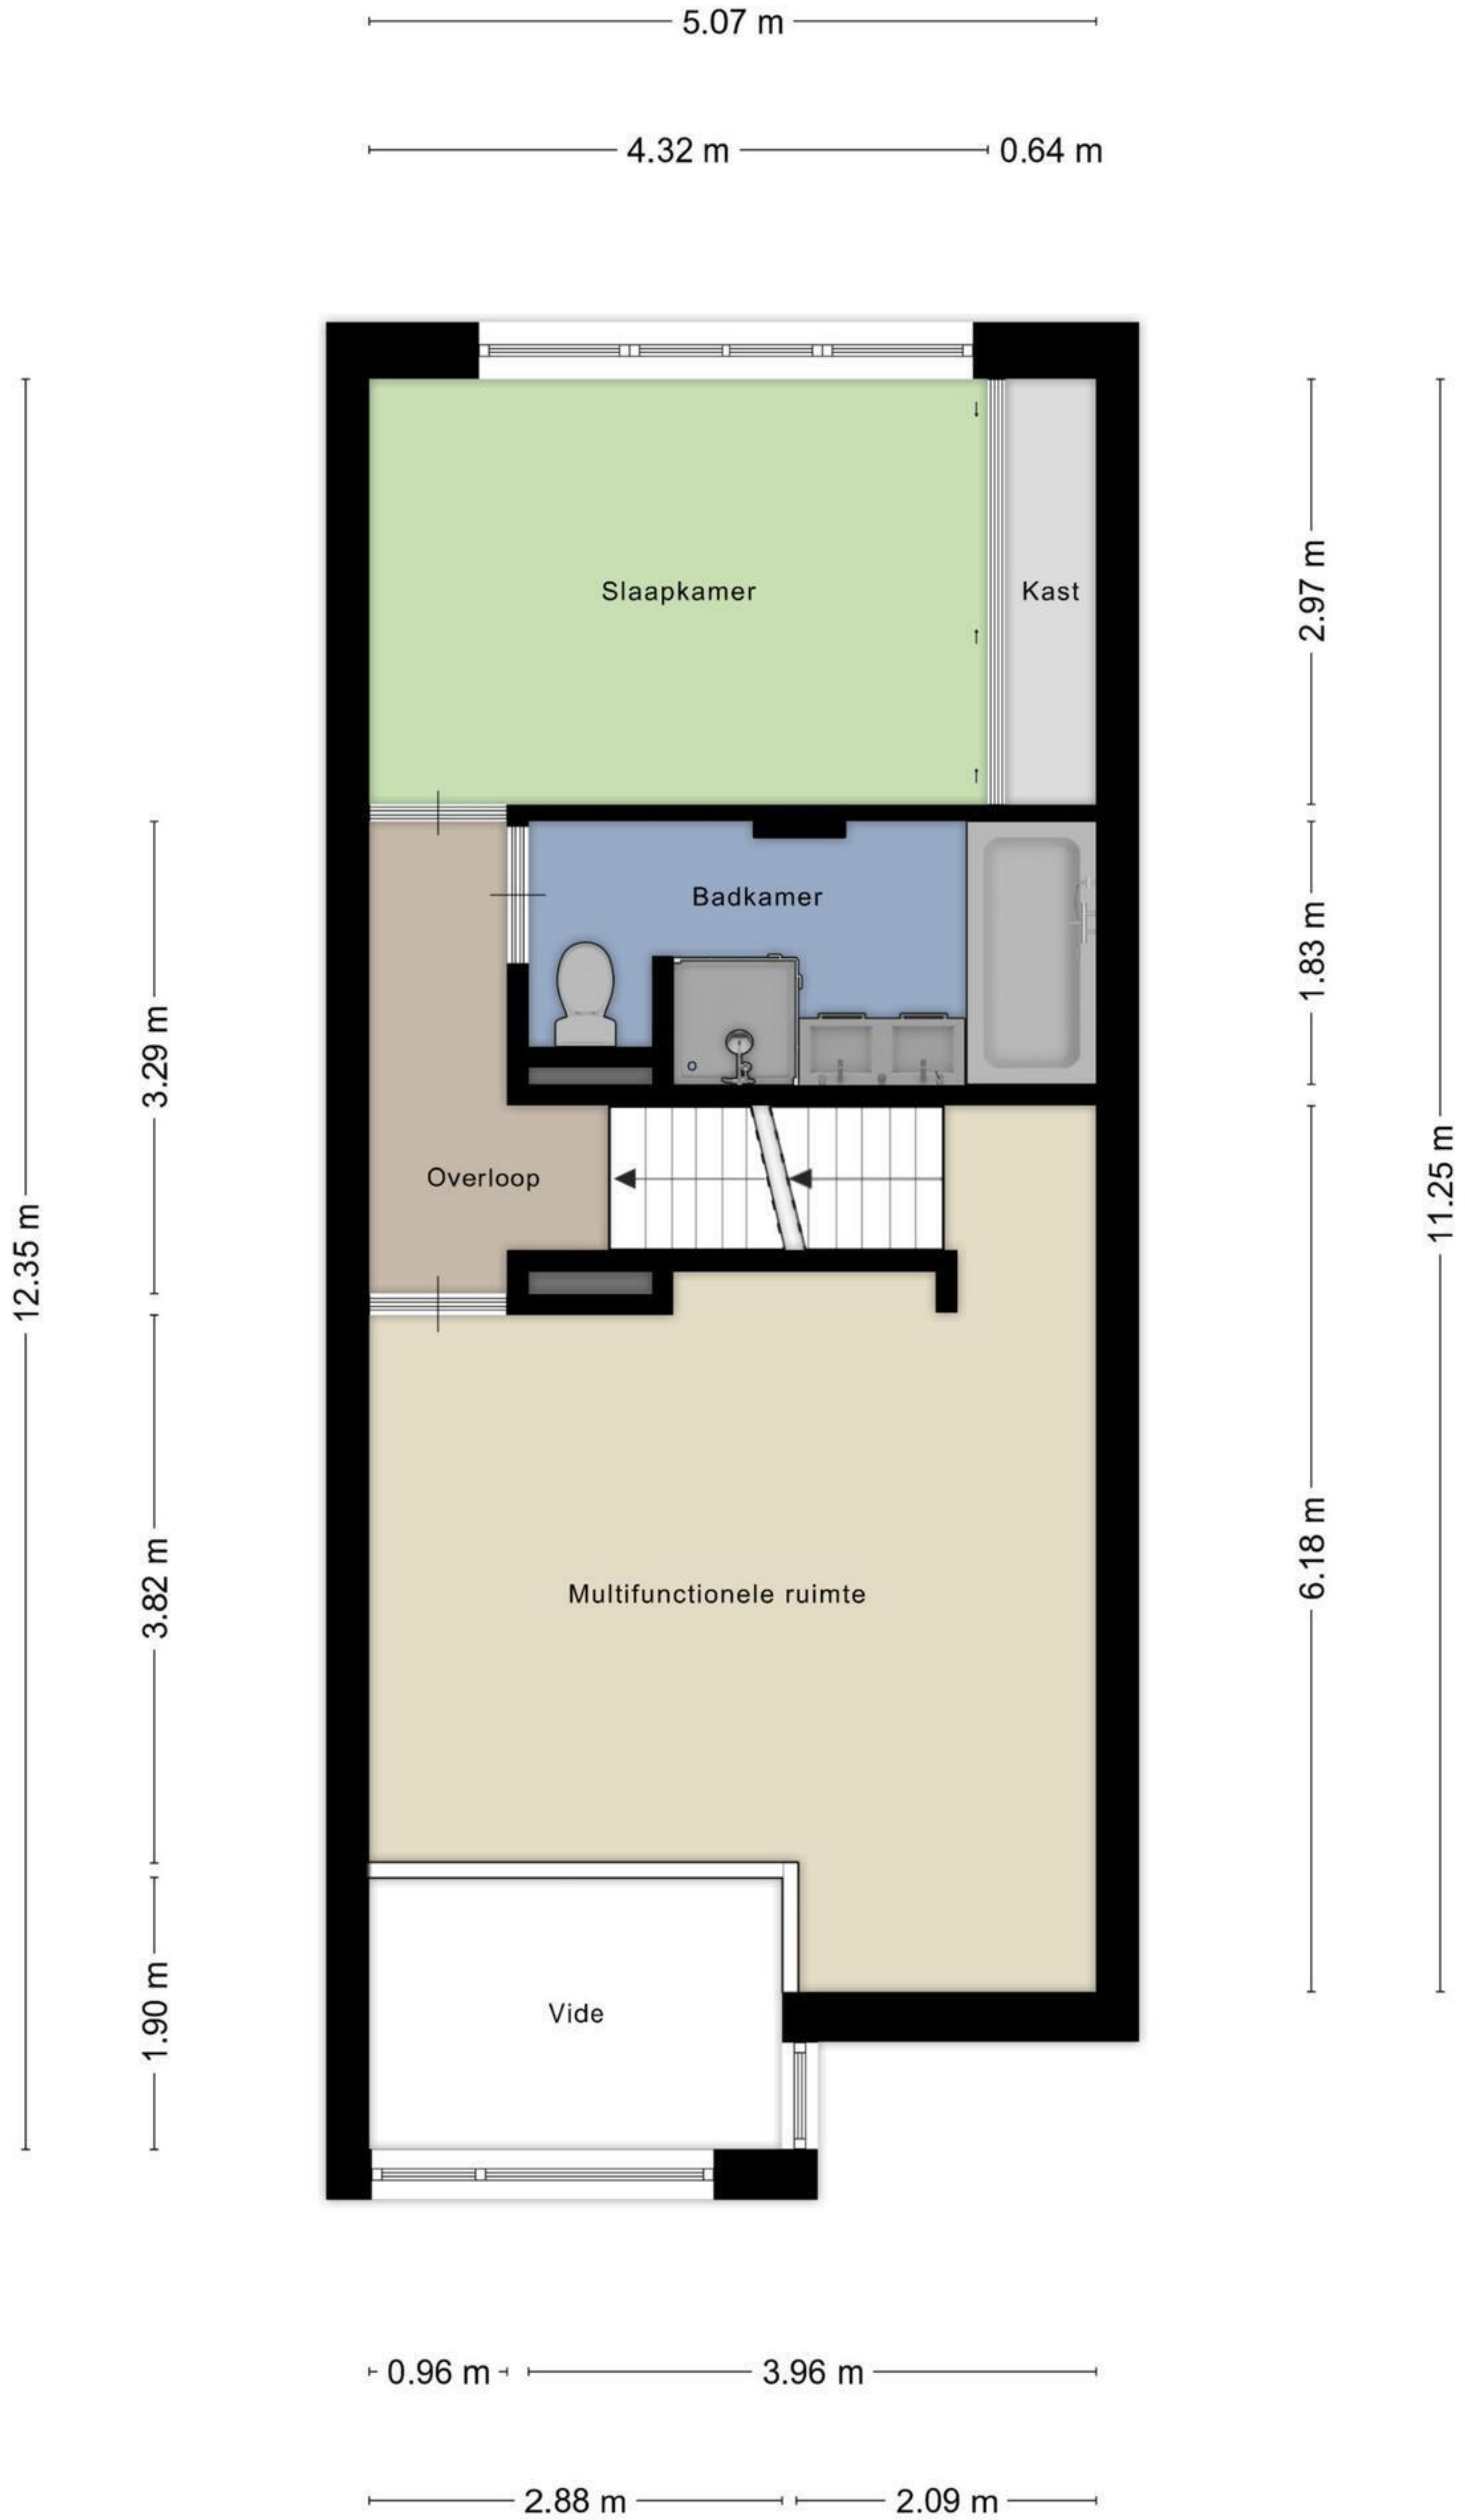 5.07 m
4.32 m
0.64 m
Slaapkamer
Kast
2.97 m
Badkamer
1.83 m
3.29 m
Overloop
12.35 m
11.25 m
Multifunctionele ruimte
3.82 m
6.18 m
Vide
1.90 m
0.96 m
3.96 m
2.88 m
2.09 m